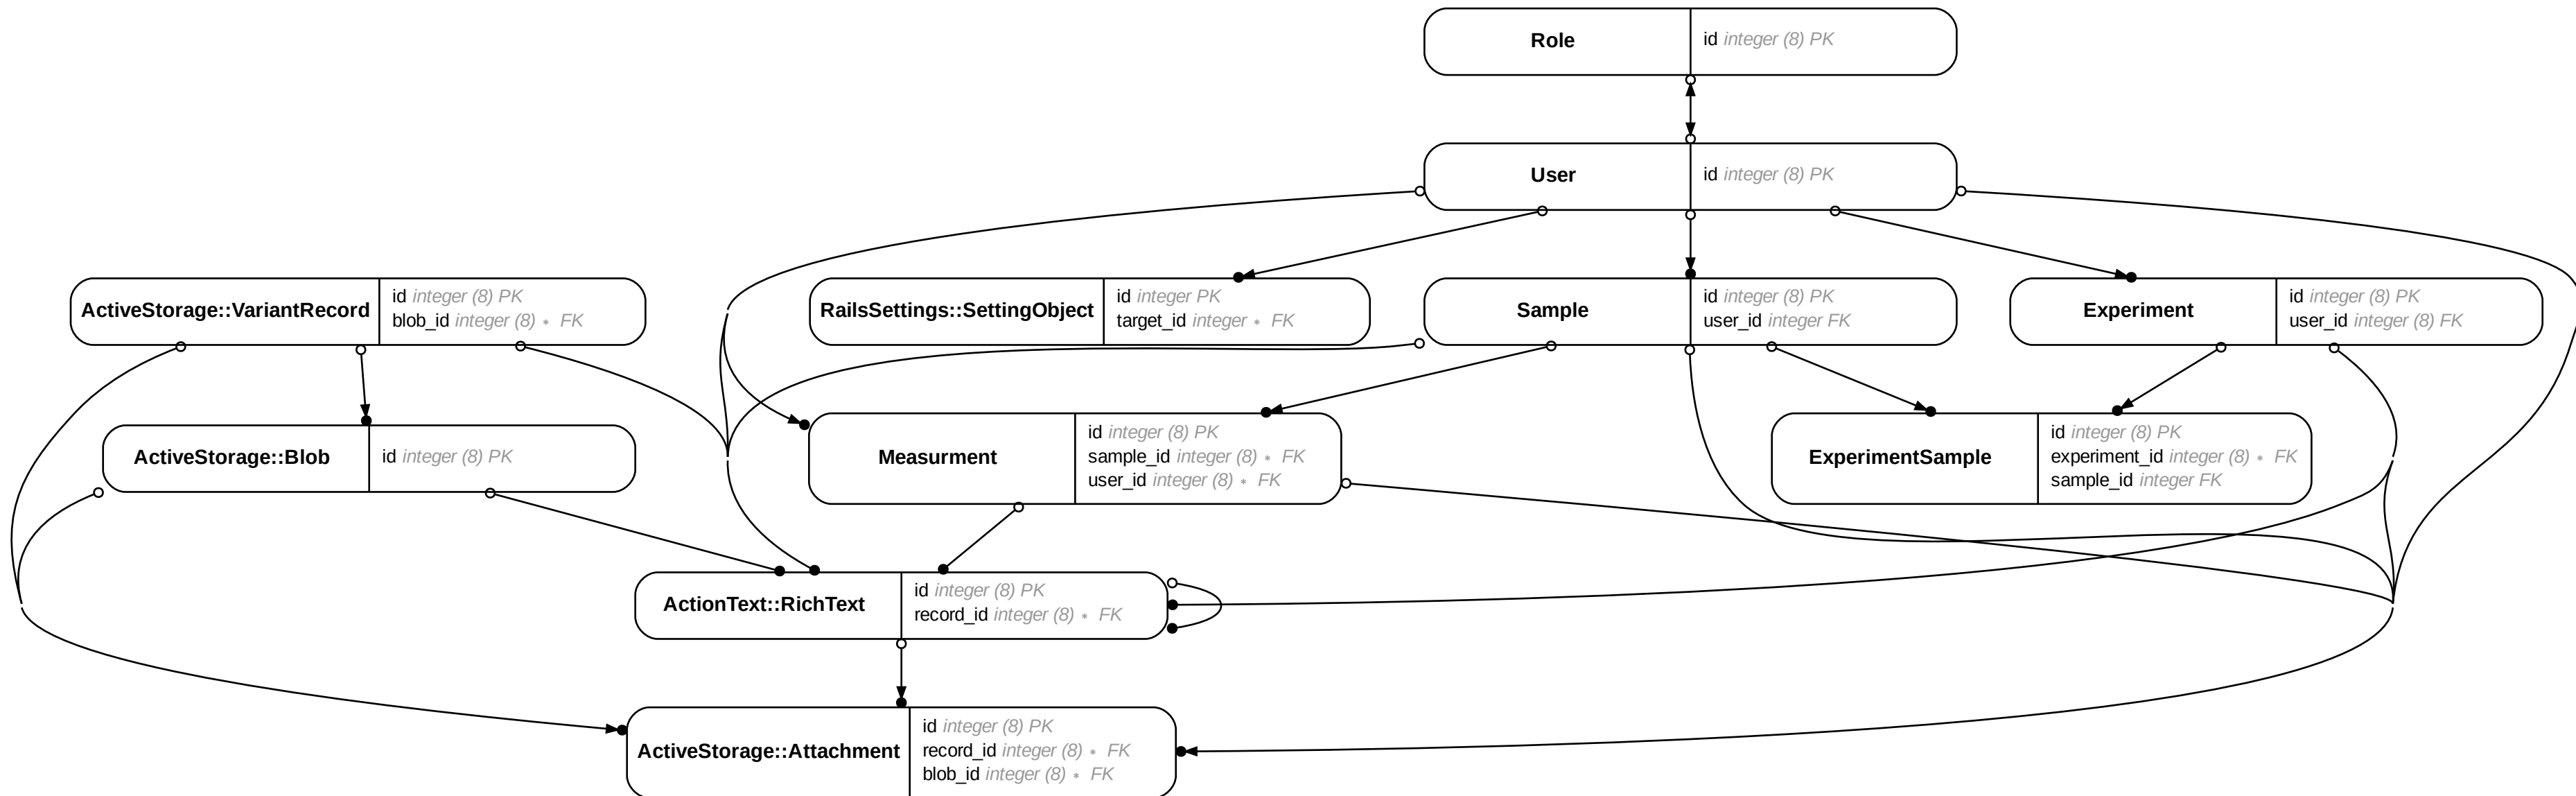 Role
id integer (8) PK
User
id integer (8) PK
ActiveStorage::VariantRecord
id integer (8) PK
blob_id integer (8) ∗ FK
RailsSettings::SettingObject
id integer PK
target_id integer ∗ FK
Sample
id integer (8) PK
user_id integer FK
Experiment
id integer (8) PK
user_id integer (8) FK
ActiveStorage::Blob
id integer (8) PK
Measurment
id integer (8) PK
sample_id integer (8) ∗ FK
user_id integer (8) ∗ FK
ExperimentSample
id integer (8) PK
experiment_id integer (8) ∗ FK
sample_id integer FK
ActionText::RichText
id integer (8) PK
record_id integer (8) ∗ FK
ActiveStorage::Attachment
id integer (8) PK
record_id integer (8) ∗ FK
blob_id integer (8) ∗ FK